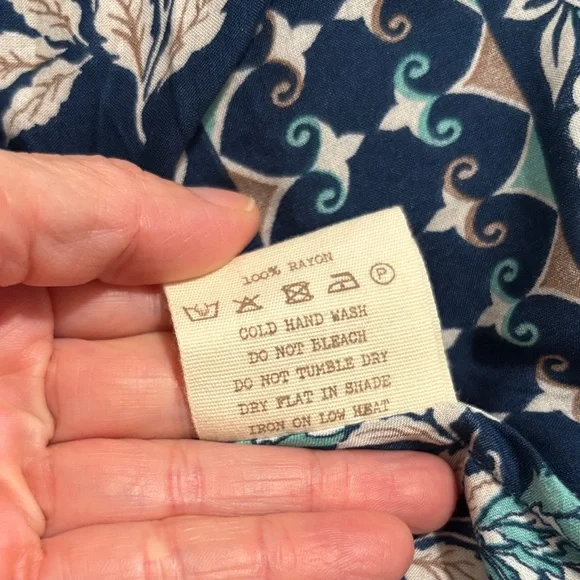 100% RAYON
P
COLD HAND WASH
DO NOT BLEACH
DO NOT TUMBLE DRY
DRY FLAT IN SHADE
IRON ON LOW HEAT